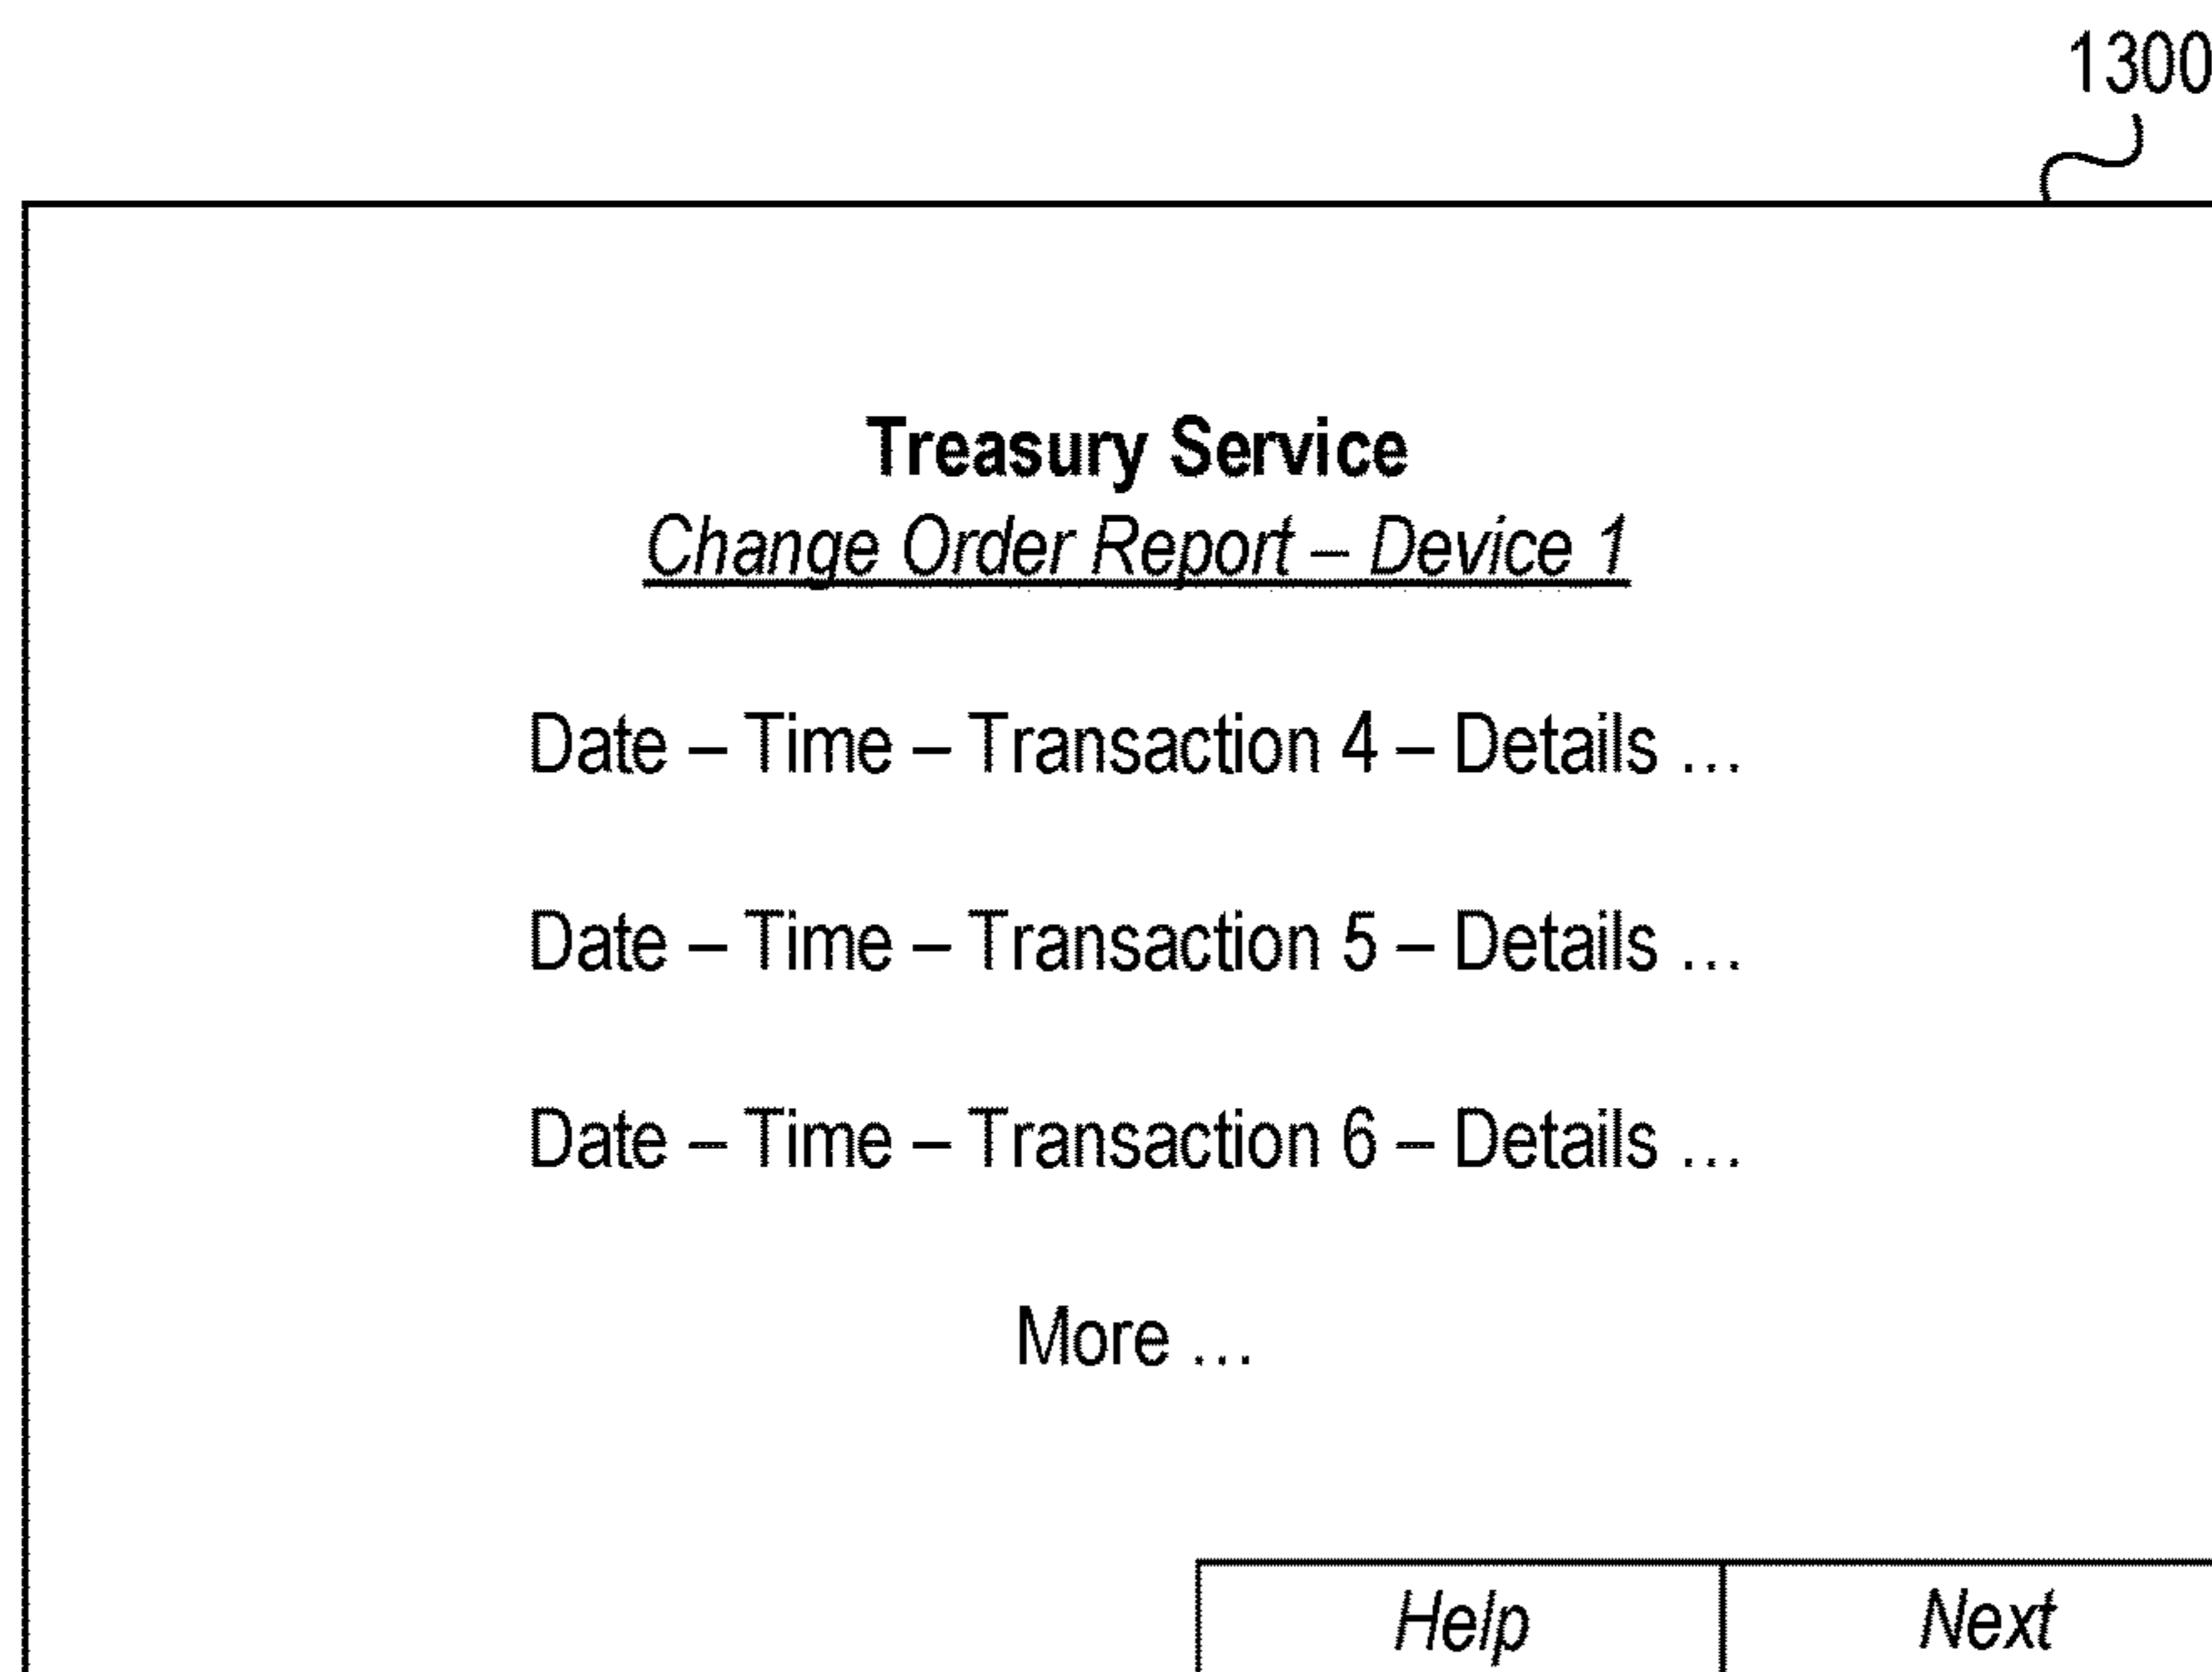 1300
Treasury Service
Change Order Report – Device 1
Date – Time – Transaction 4 – Details ...
Date – Time – Transaction 5 – Details ...
Date – Time – Transaction 6 – Details ...
More ...
Help
Next